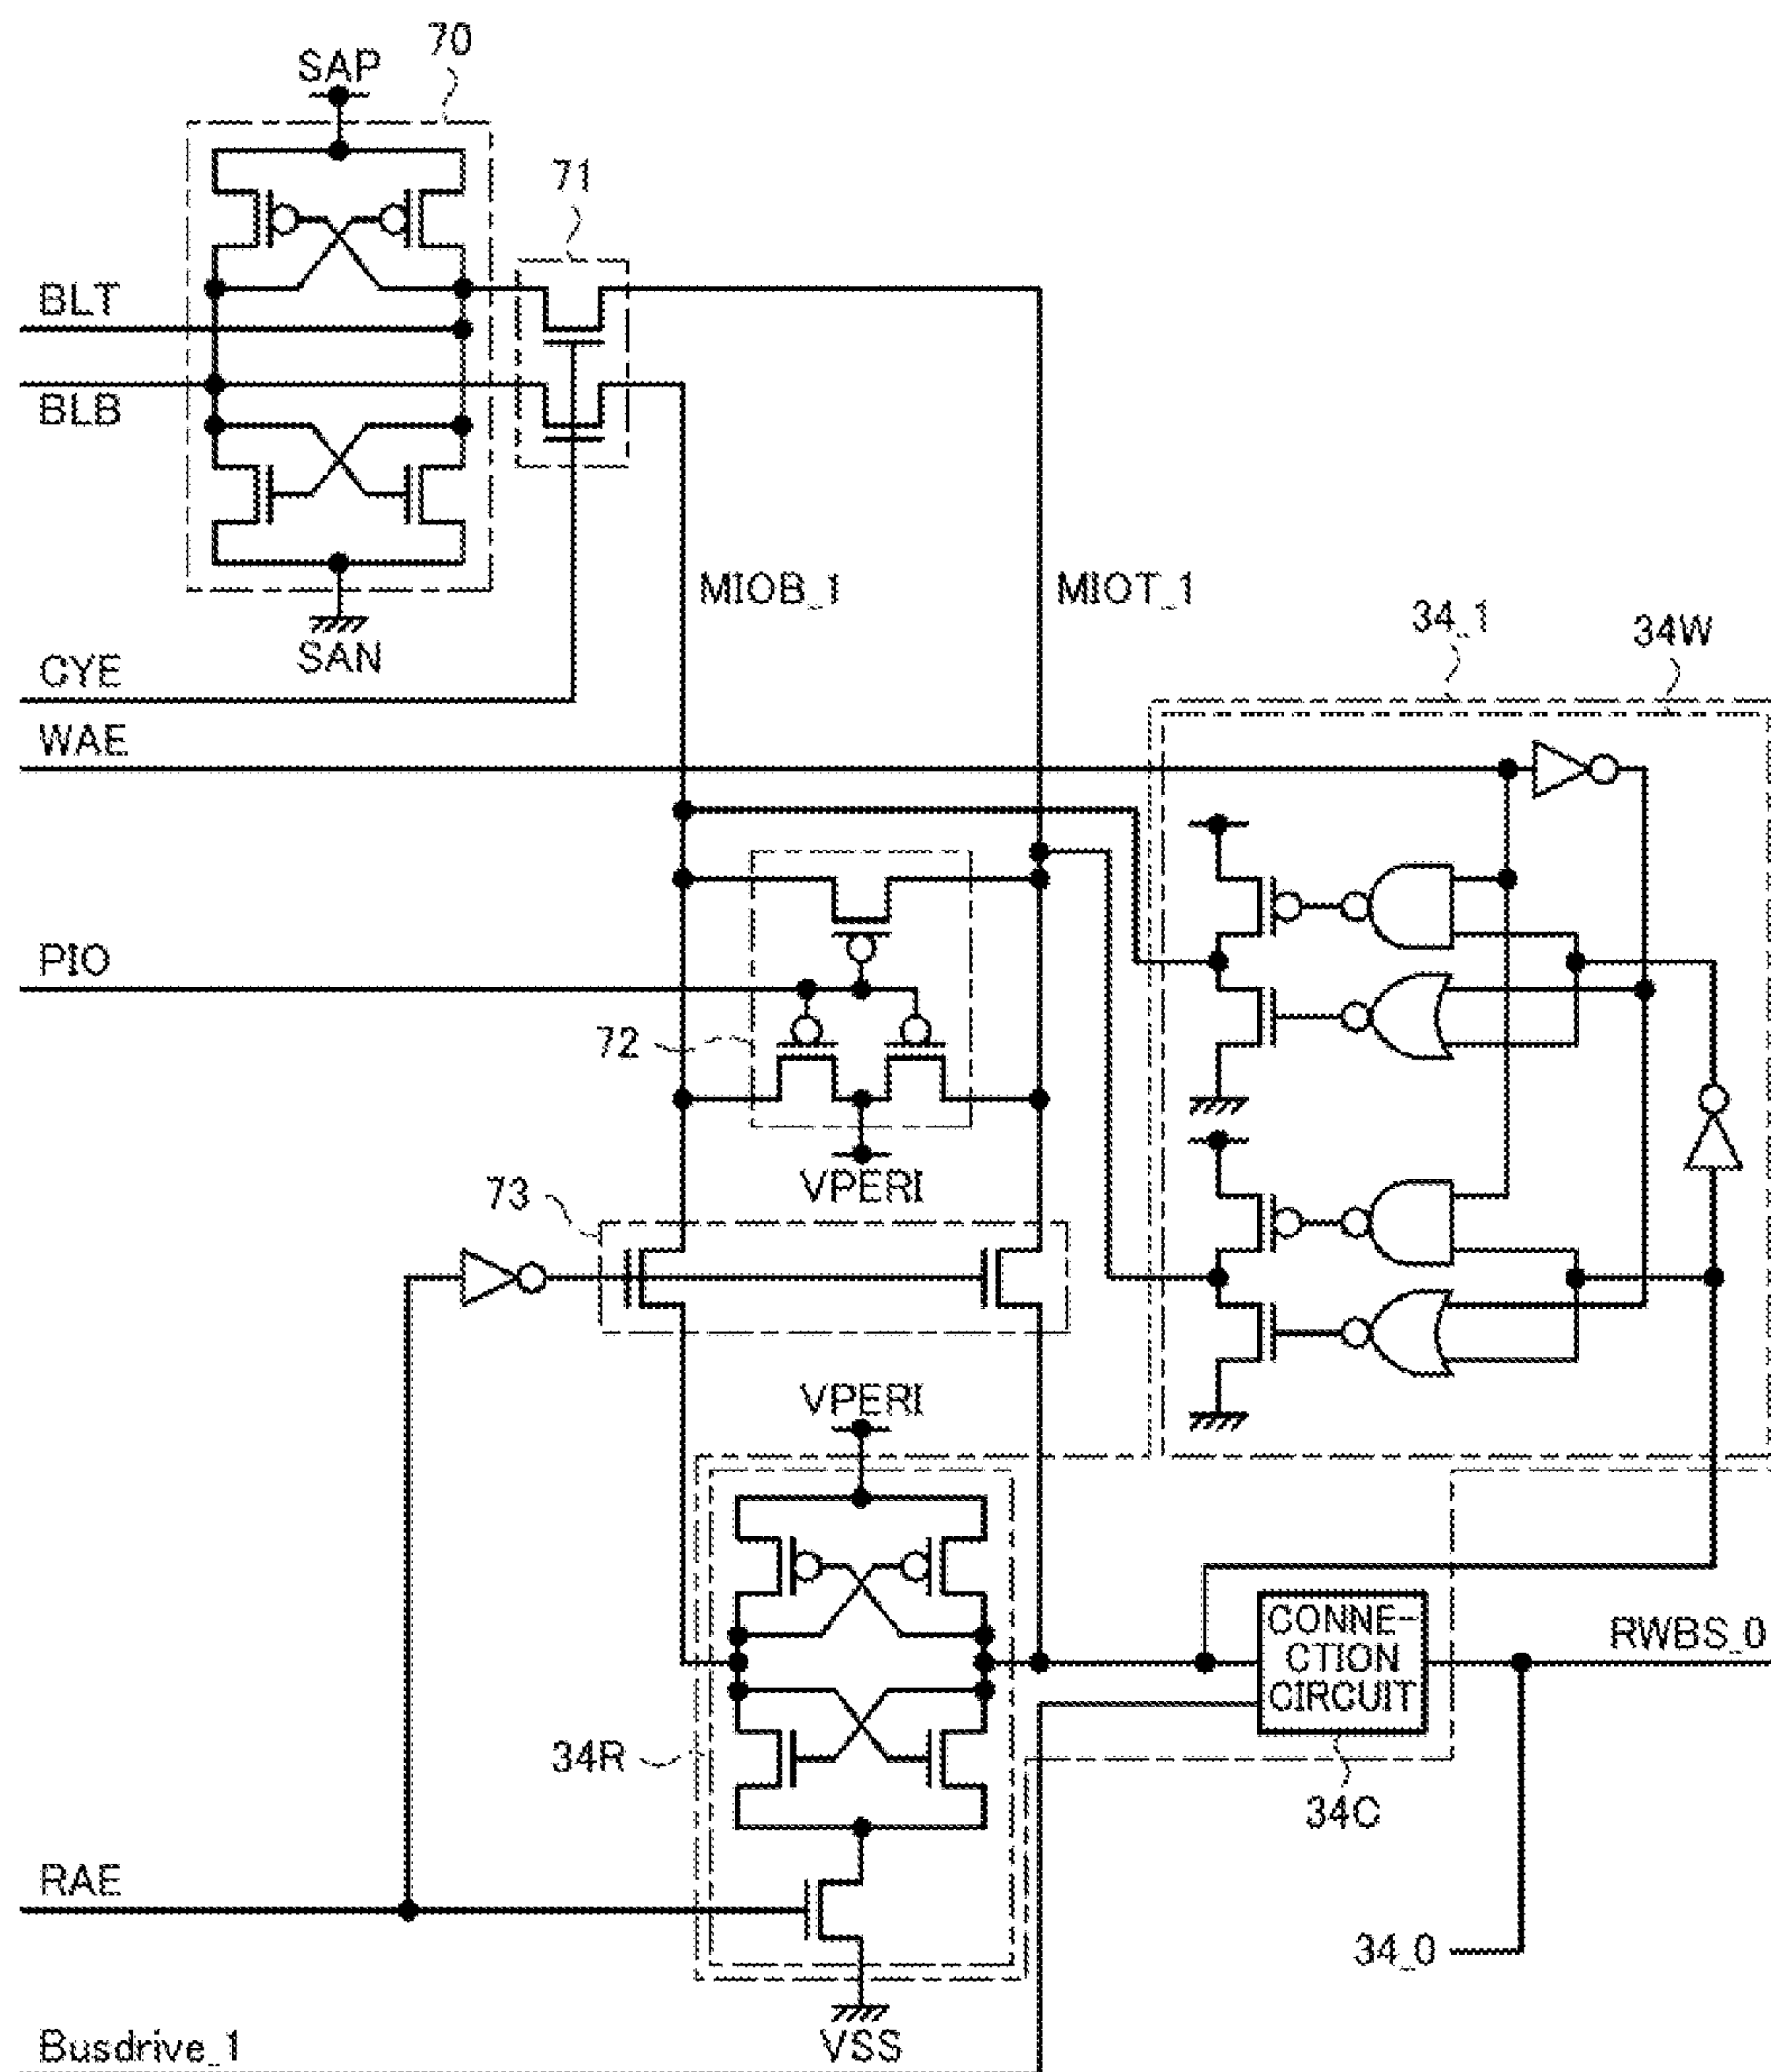 70
SAP
71
BLT
BLB
MIOB_1
MIOT_1
34_1
34W
SAN
CYE
WAE
PIO
72
VPERI
73
VPERI
CONNE-
CTION
CIRCUIT
RWBS_0
34R
34C
RAE
34_0
VSS
Busdrive_1